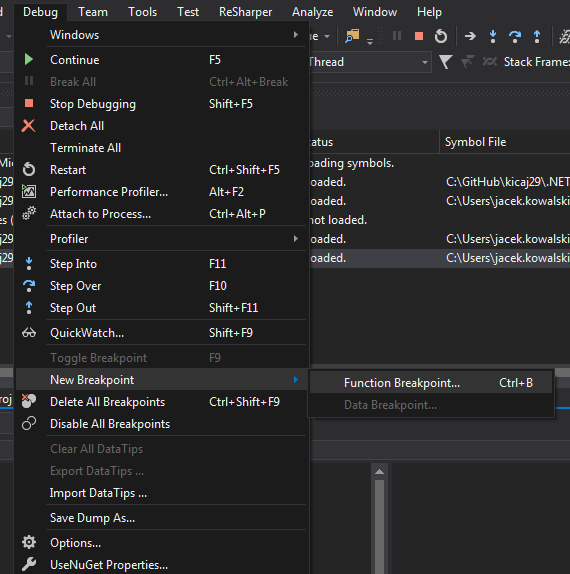 Debug Team Tools Test ReSharper Analyze Window Help
Windows
Continue F5
Break All Ctrl+Alt+Break
Stop Debugging Shift+F5
Detach All
Terminate All
Restart Ctrl+Shift+F5
Performance Profiler... Alt+F2
Attach to Process... Ctrl+Alt+P
Profiler
Step Into F11
Step Over F10
Step Out Shift+F11
QuickWatch... Shift+F9
Toggle Breakpoint F9
New Breakpoint
Delete All Breakpoints Ctrl+Shift+F9
Disable All Breakpoints
Clear All DataTips
Export DataTips ...
Import DataTips ...
Save Dump As...
Options...
UseNuGet Properties...
Function Breakpoint... Ctrl+B
Data Breakpoint...
Stack Frame:
Symbol File
oading symbols.
oaded. C:\GitHub\kicaj29\.NET
oaded. C:\Users\jacek.kowalski
not loaded.
oaded. C:\Users\jacek.kowalski
oaded. C:\Users\jacek.kowalski